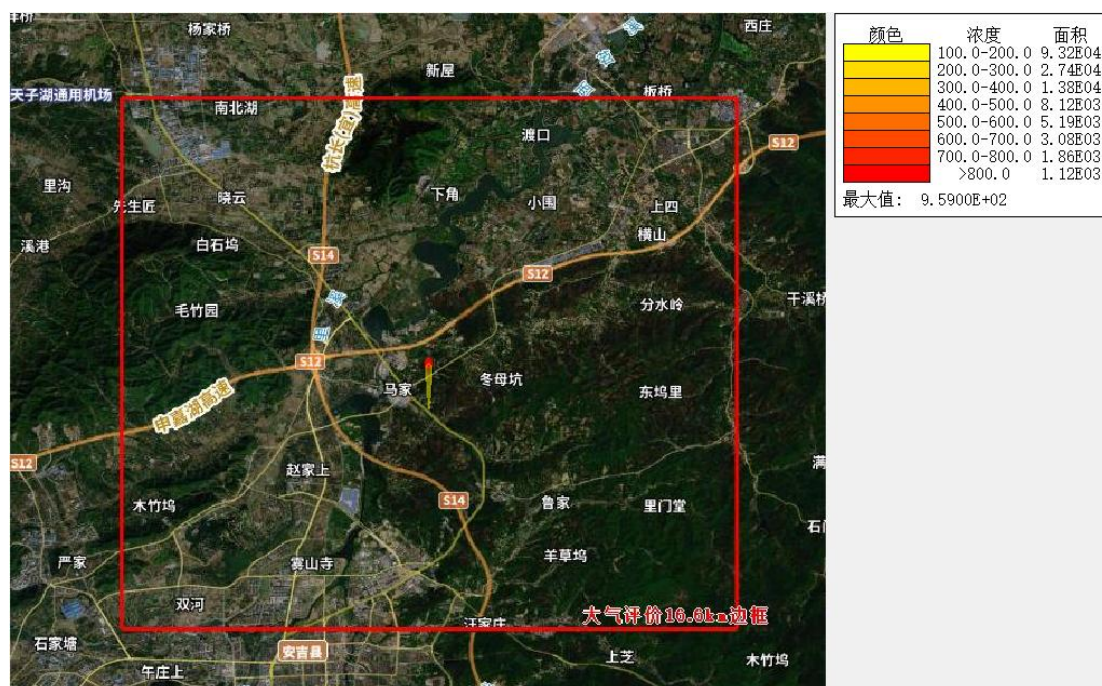 杨家桥
西庄
天子湖通用机场
新屋
南北湖
板桥
杭长(宜)高速
渡口
S12
里沟
先生匠
晓云
下角
小围
上四
溪港
白石坞
S14
横山
S12
毛竹园
溪
里
分水岭
干溪桥
S12
马家
冬母坑
东坞里
申嘉湖高速
S12
赵家上
满
木竹坞
S14
鲁家
里门堂
石门
严家
雾山寺
羊草坞
双河
汪家庄
大气评价16.6km边框
石家塘
安吉县
上芝
木竹坞
午庄上
颜色 浓度 面积
100.0-200.0 9.32E04
200.0-300.0 2.74E04
300.0-400.0 1.38E04
400.0-500.0 8.12E03
500.0-600.0 5.19E03
600.0-700.0 3.08E03
700.0-800.0 1.86E03
>800.0 1.12E03
最大值: 9.5900E+02